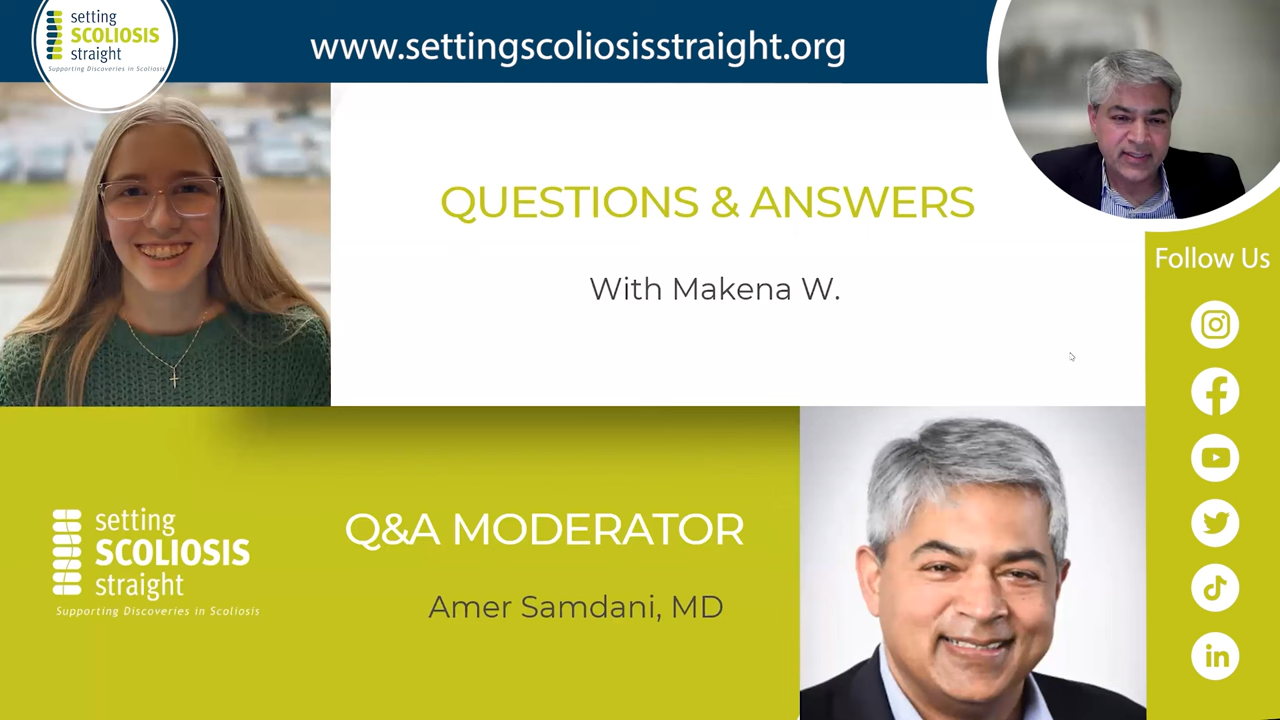 setting
SCOLIOSIS
straight
Supporting Discoveries in Scoliosis
www.settingscoliosisstraight.org
QUESTIONS & ANSWERS
With Makena W.
Follow Us
setting
SCOLIOSIS
straight
Supporting Discoveries in Scoliosis
Q&A MODERATOR
Amer Samdani, MD
in